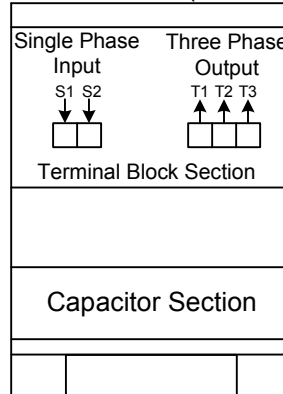 Single Phase Three Phase
Input Output
S1 S2 T1 T2 T3
Terminal Block Section
Capacitor Section